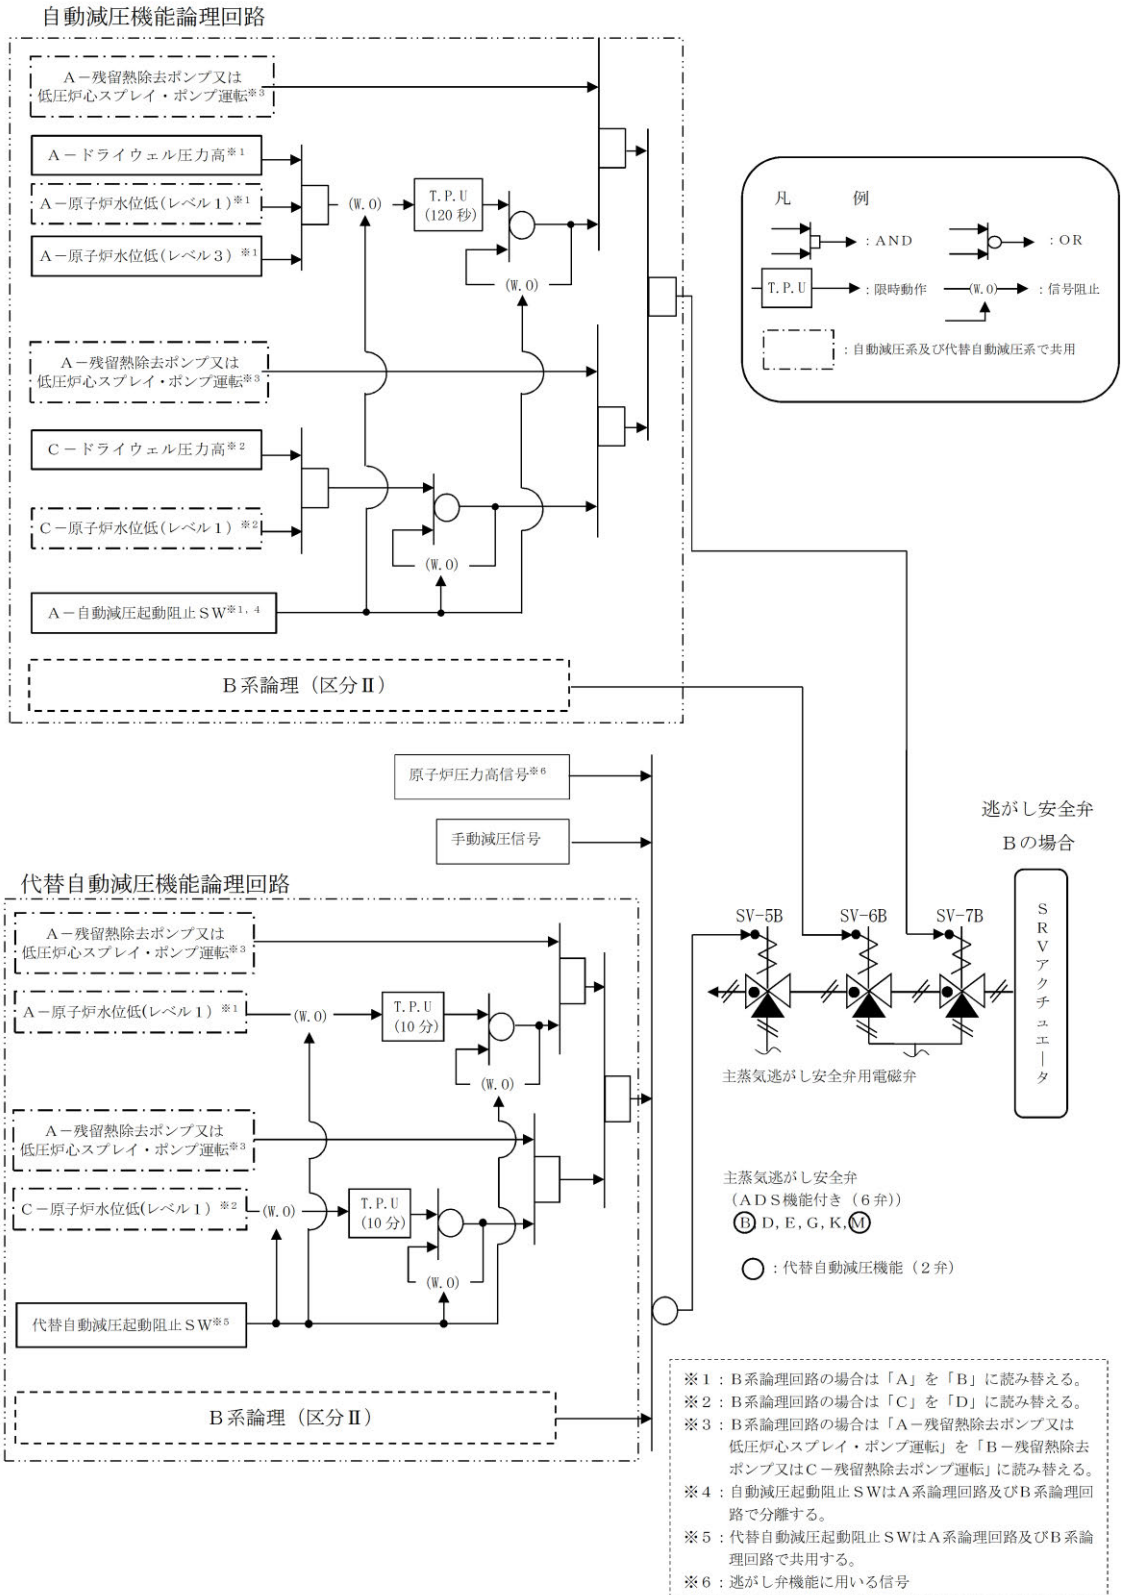 自動減圧機能論理回路
A－残留熱除去ポンプ又は
低圧炉心スプレイ・ポンプ運転※3
A－ドライウェル圧力高※1
A－原子炉水位低(レベル1)※1
A－原子炉水位低(レベル3)※1
(W.O)
T.P.U
(120秒)
(W.O)
A－残留熱除去ポンプ又は
低圧炉心スプレイ・ポンプ運転※3
C－ドライウェル圧力高※2
C－原子炉水位低(レベル1)※2
(W.O)
A－自動減圧起動阻止SW※1, 4
B系論理（区分Ⅱ）
凡　例
：AND
：OR
T.P.U
：限時動作
(W.O)
：信号阻止
：自動減圧系及び代替自動減圧系で共用
原子炉圧力高信号※6
手動減圧信号
代替自動減圧機能論理回路
A－残留熱除去ポンプ又は
低圧炉心スプレイ・ポンプ運転※3
A－原子炉水位低(レベル1)※1
(W.O)
T.P.U
(10分)
(W.O)
A－残留熱除去ポンプ又は
低圧炉心スプレイ・ポンプ運転※3
C－原子炉水位低(レベル1)※2
(W.O)
T.P.U
(10分)
(W.O)
代替自動減圧起動阻止SW※5
B系論理（区分Ⅱ）
逃がし安全弁
Bの場合
SV-5B
SV-6B
SV-7B
SRVアクチュエータ
主蒸気逃がし安全弁用電磁弁
主蒸気逃がし安全弁
（ADS機能付き（6弁））
B, D, E, G, K, M
：代替自動減圧機能（2弁）
※1：B系論理回路の場合は「A」を「B」に読み替える。
※2：B系論理回路の場合は「C」を「D」に読み替える。
※3：B系論理回路の場合は「A－残留熱除去ポンプ又は
低圧炉心スプレイ・ポンプ運転」を「B－残留熱除去
ポンプ又はC－残留熱除去ポンプ運転」に読み替える。
※4：自動減圧起動阻止SWはA系論理回路及びB系論理回
路で分離する。
※5：代替自動減圧起動阻止SWはA系論理回路及びB系論
理回路で共用する。
※6：逃がし弁機能に用いる信号